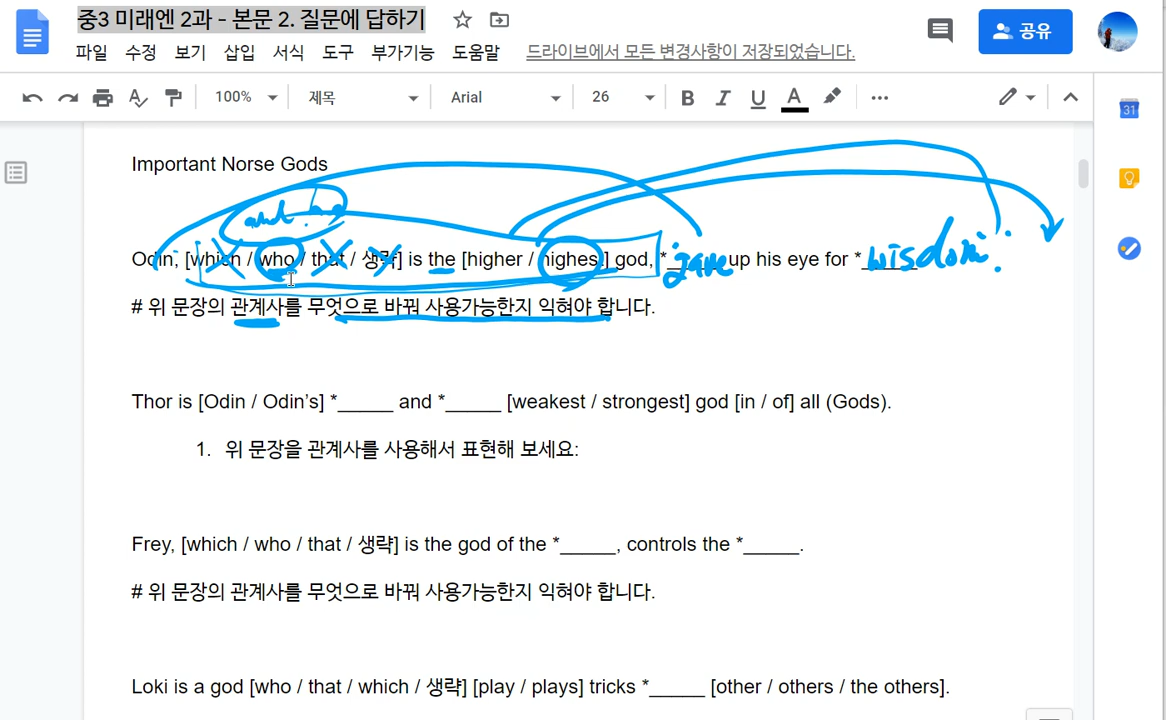 중3 미래엔 2과 - 본문 2. 질문에 답하기
파일 수정 보기 삽입 서식 도구 부가기능 도움말 드라이브에서 모든 변경사항이 저장되었습니다.
공유
100% 제목 Arial 26 B I U A
31
Important Norse Gods
Odin, [which / who / that / 생략] is the [higher / highest] god, *gave up his eye for *wisdom.
# 위 문장의 관계사를 무엇으로 바꿔 사용가능한지 익혀야 합니다.
Thor is [Odin / Odin's] *_____ and *_____ [weakest / strongest] god [in / of] all (Gods).
1. 위 문장을 관계사를 사용해서 표현해 보세요:
Frey, [which / who / that / 생략] is the god of the *_____, controls the *_____.
# 위 문장의 관계사를 무엇으로 바꿔 사용가능한지 익혀야 합니다.
Loki is a god [who / that / which / 생략] [play / plays] tricks *_____ [other / others / the others].